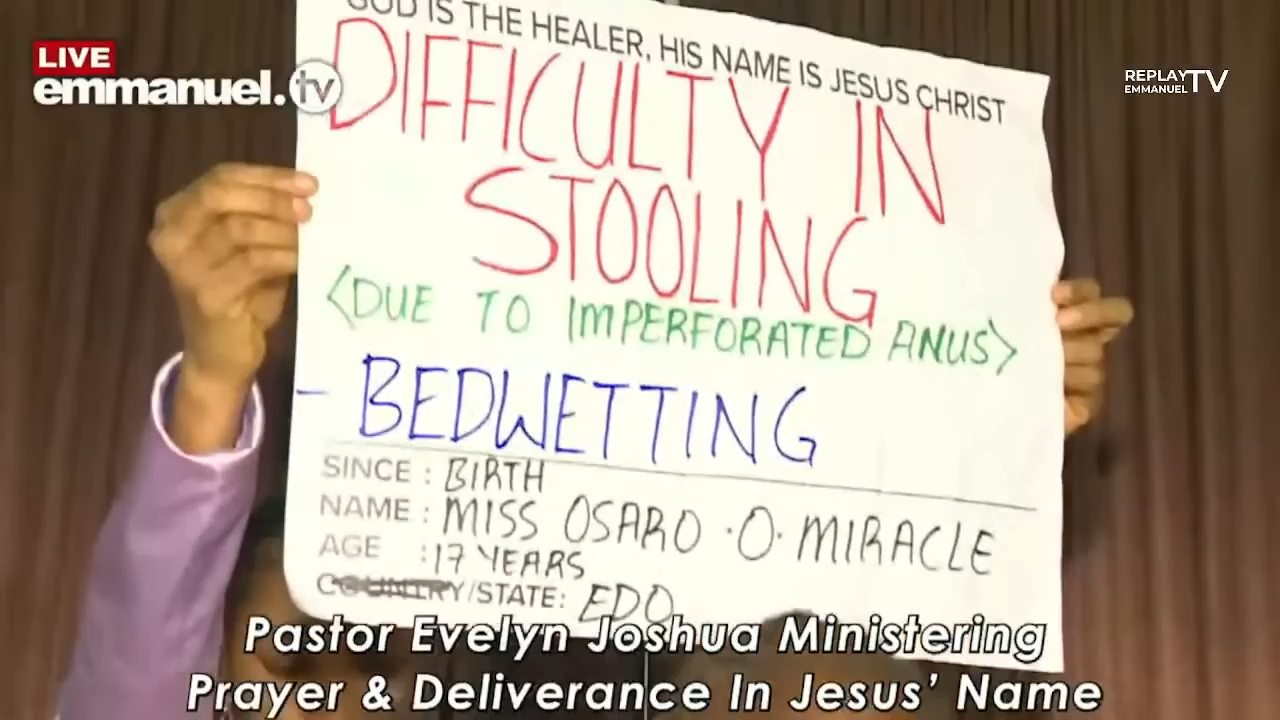 GOD IS THE HEALER, HIS NAME IS JESUS CHRIST
LIVE
emmanuel.tv
REPLAY TV
EMMANUEL
DIFFICULTY IN
STOOLING
<DUE TO IMPERFORATED ANUS>
- BEDWETTING
SINCE : BIRTH
NAME : MISS OSARO .O. MIRACLE
AGE : 17 YEARS
COUNTRY/STATE: EDO
Pastor Evelyn Joshua Ministering
Prayer & Deliverance In Jesus' Name